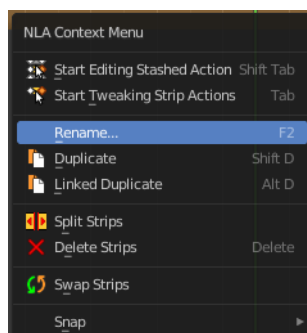 NLA Context Menu
Start Editing Stashed Action Shift Tab
Start Tweaking Strip Actions Tab
Rename... F2
Duplicate Shift D
Linked Duplicate Alt D
Split Strips
Delete Strips Delete
Swap Strips
Snap